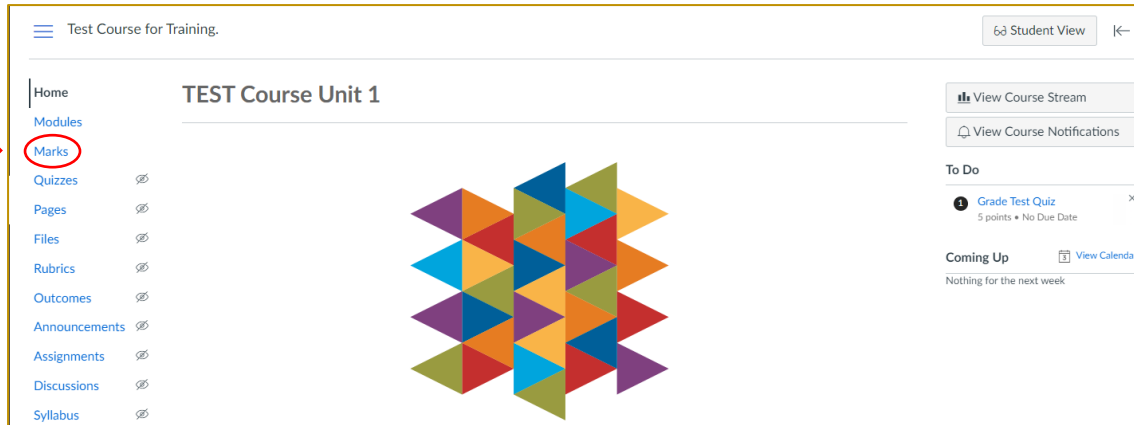 Test Course for Training.
Student View
Home
Modules
Marks
Quizzes
Pages
Files
Rubrics
Outcomes
Announcements
Assignments
Discussions
Syllabus
TEST Course Unit 1
View Course Stream
View Course Notifications
To Do
1 Grade Test Quiz
5 points • No Due Date
Coming Up
3 View Calenda
Nothing for the next week